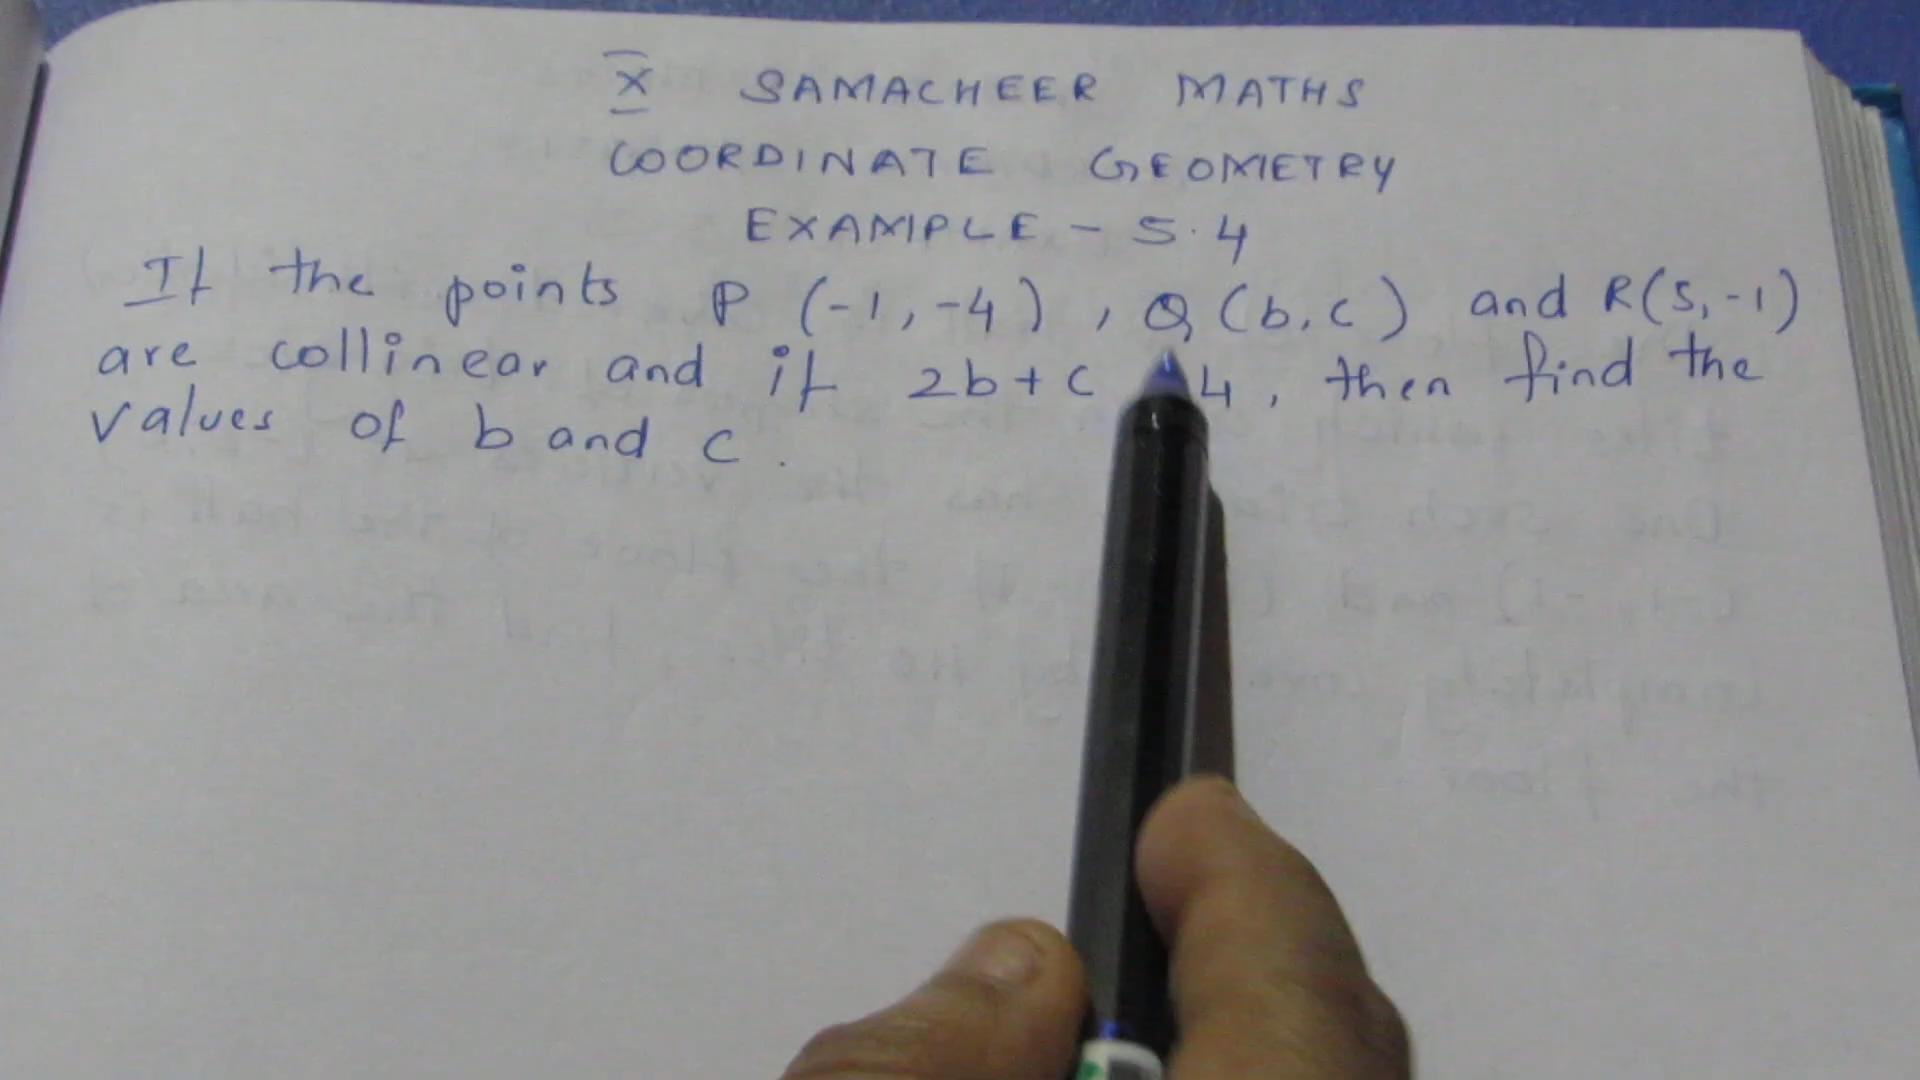 X SAMACHEER MATHS
COORDINATE GEOMETRY
EXAMPLE - 5.4
If the points P (-1, -4), Q (b, c) and R(5, -1)
are collinear and if 2b + c 4, then find the
values of b and c.